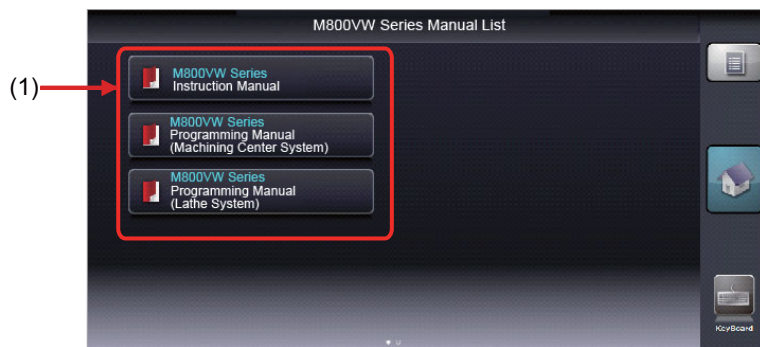 M800VW Series Manual List
(1)
M800VW Series
Instruction Manual
M800VW Series
Programming Manual
(Machining Center System)
M800VW Series
Programming Manual
(Lathe System)
KeyBoard